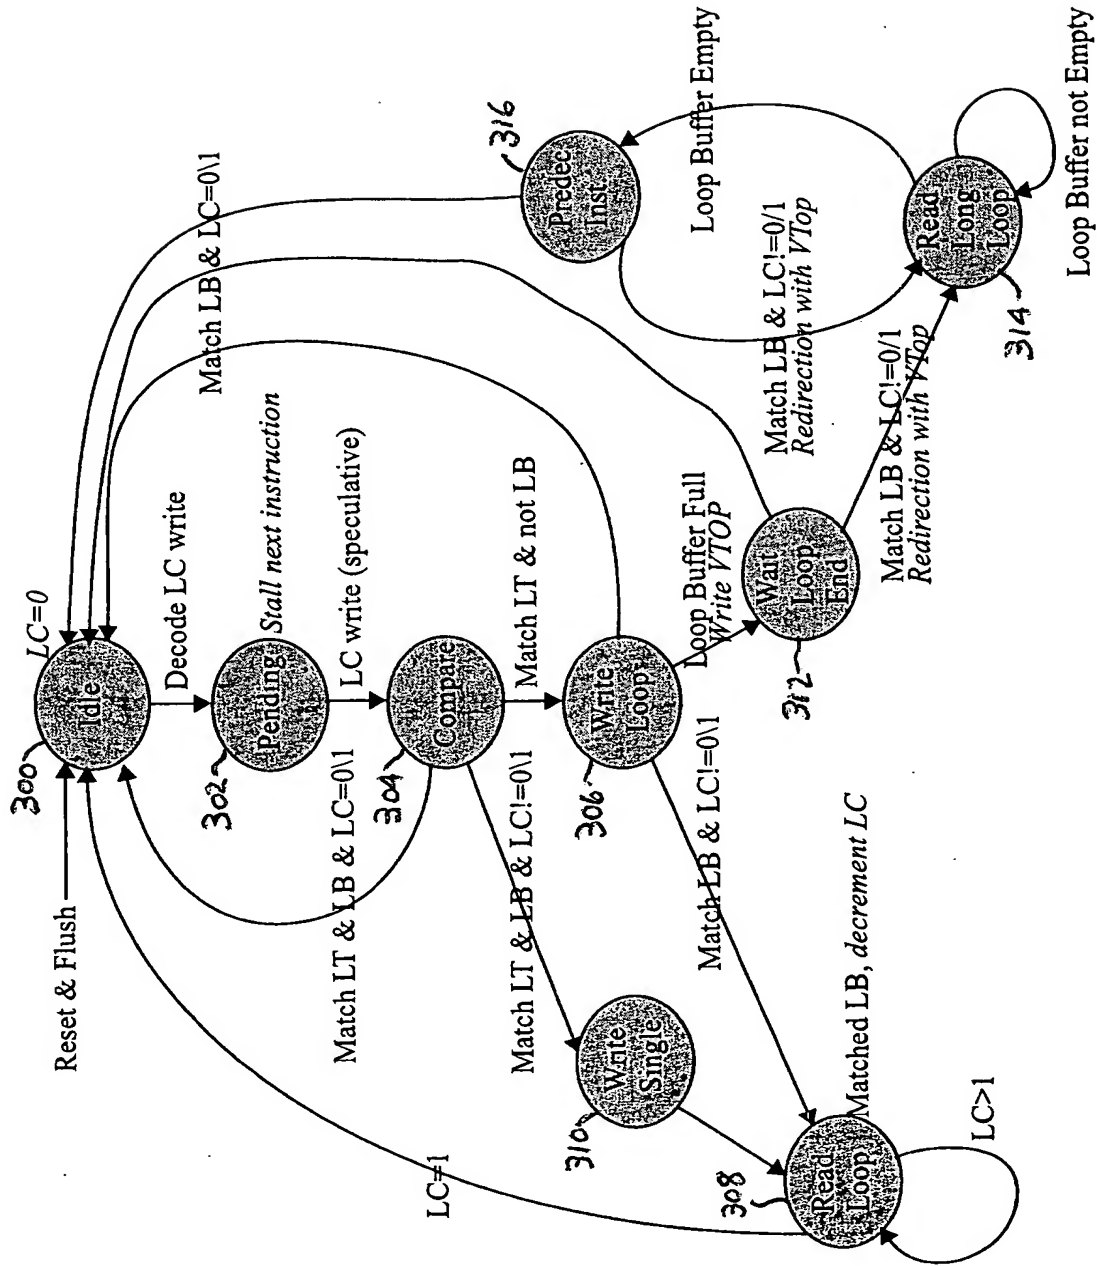 LC=0
300
Idle
Reset & Flush
Decode LC write
Match LB & LC=0\1
302
Pending
Stall next instruction
LC write (speculative)
Match LT & LB & LC=0\1
304
Compare
Match LT & not LB
Match LT & LB & LC!=0\1
306
Write
Loop
Loop Buffer Full
Write VTOP
Match LB & LC!=0\1
310
Write
Single
312
Wait
Loop
End
316
Predec
Inst.
Loop Buffer Empty
Match LB & LC!=0/1
Redirection with VTop
Match LB & LC!=0/1
Redirection with VTop
314
Read
Long
Loop
Loop Buffer not Empty
LC=1
308
Read
Loop
Matched LB, decrement LC
LC>1